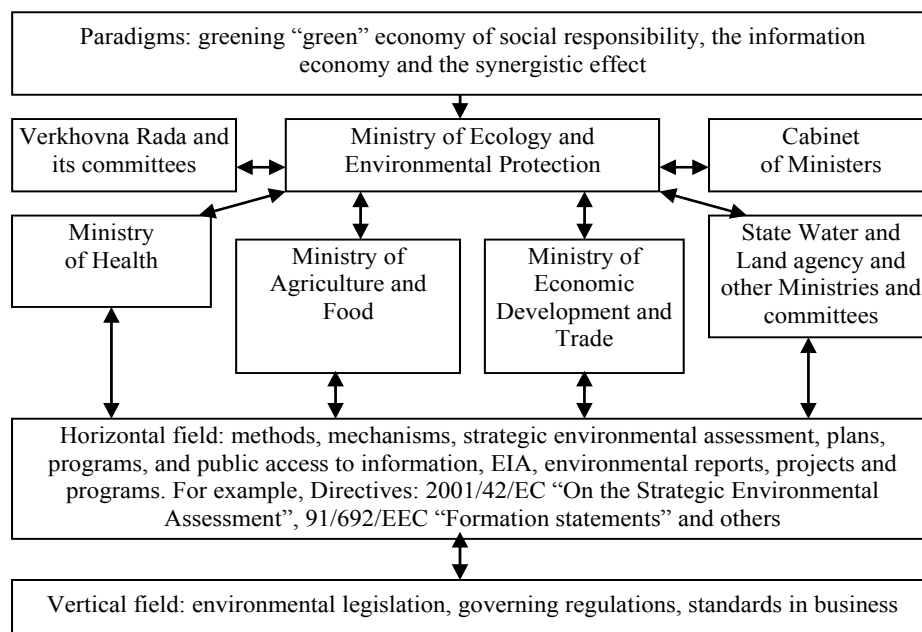 Paradigms: greening “green” economy of social responsibility, the information
economy and the synergistic effect
Verkhovna Rada and
its committees
Ministry of Ecology and
Environmental Protection
Cabinet
of Ministers
Ministry
of Health
Ministry of
Agriculture and
Food
Ministry of
Economic
Development and
Trade
State Water and
Land agency and
other Ministries and
committees
Horizontal field: methods, mechanisms, strategic environmental assessment, plans,
programs, and public access to information, EIA, environmental reports, projects and
programs. For example, Directives: 2001/42/EC “On the Strategic Environmental
Assessment”, 91/692/EEC “Formation statements” and others
Vertical field: environmental legislation, governing regulations, standards in business